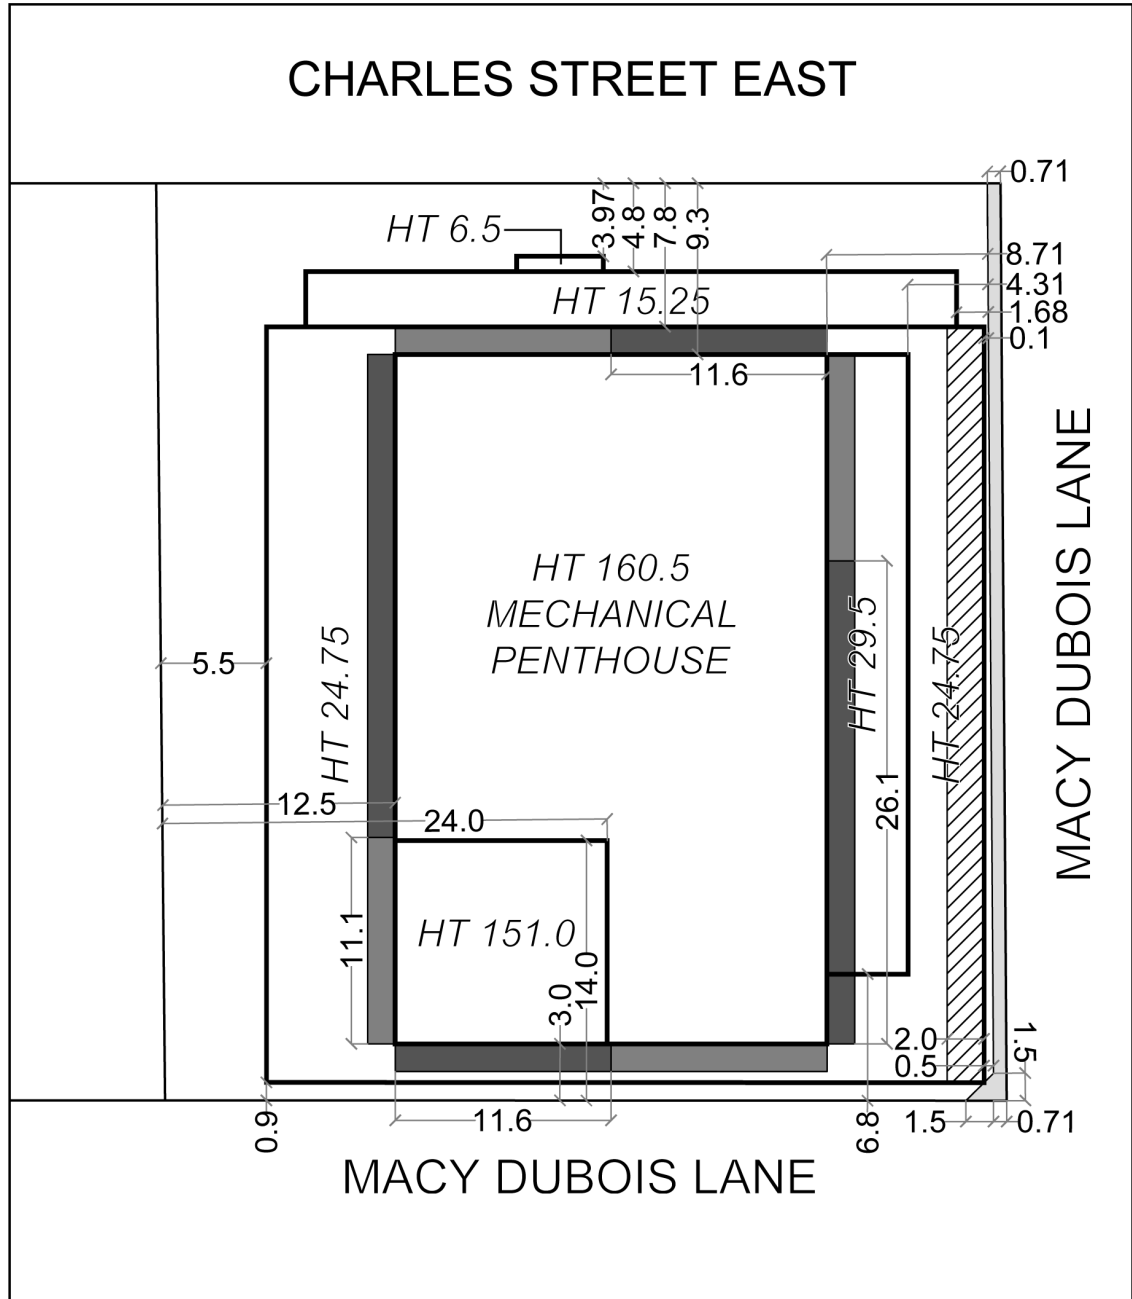 CHARLES STREET EAST
0.71
3.97
4.8
7.8
9.3
HT 6.5
8.71
4.31
HT 15.25
1.68
0.1
11.6
HT 160.5
MECHANICAL
PENTHOUSE
MACY DUBOIS LANE
HT 24.75
HT 29.5
HT 24.75
5.5
12.5
24.0
26.1
11.1
HT 151.0
14.0
3.0
2.0
0.5
1.5
0.9
11.6
6.8
1.5
0.71
MACY DUBOIS LANE